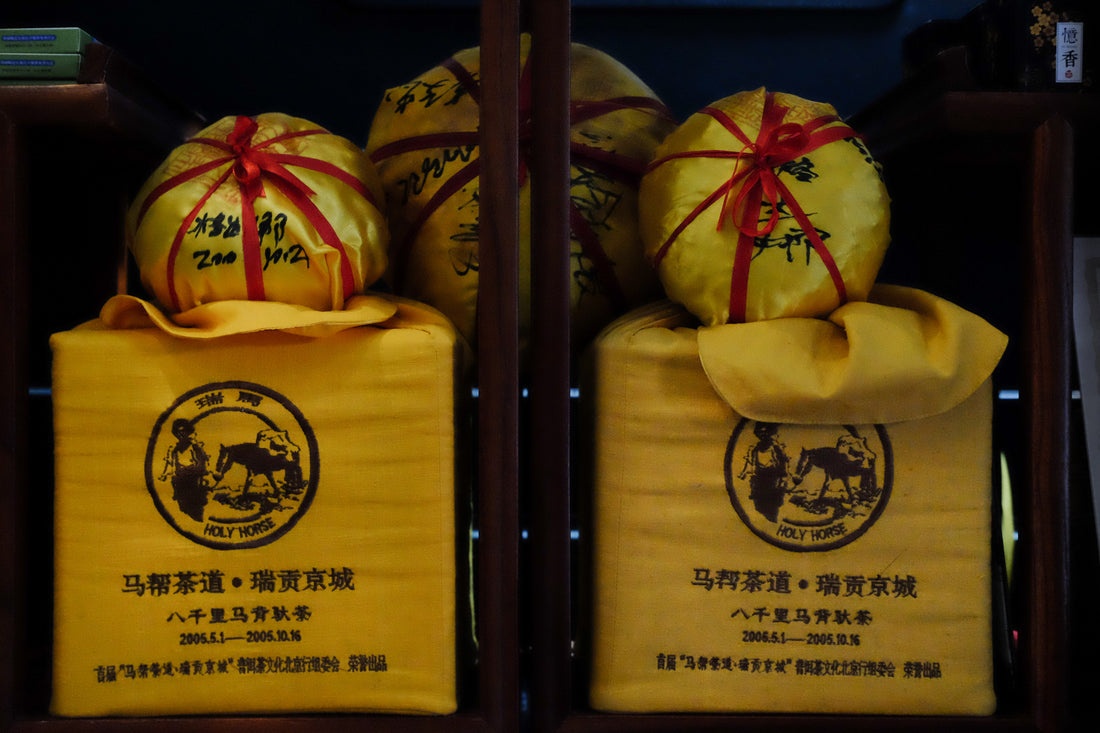 憶香
瑞馬
HOLY HORSE
马帮茶道•瑞贡京城
八千里马背驮茶
2005.5.1—2005.10.16
首届“马帮茶道·瑞贡京城”普洱茶文化北京行组委会 荣誉出品
HOLY HORSE
马帮茶道•瑞贡京城
八千里马背驮茶
2005.5.1—2005.10.16
首届“马帮茶道·瑞贡京城”普洱茶文化北京行组委会 荣誉出品